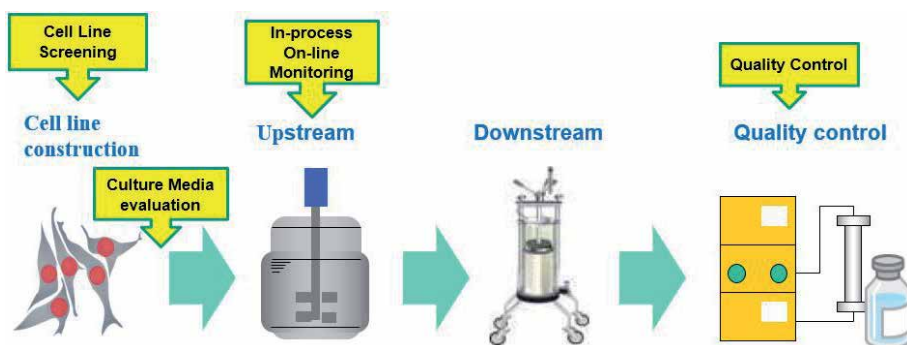 Cell Line
Screening
In-process
On-line
Monitoring
Quality Control
Cell line
construction
Upstream
Downstream
Quality control
Culture Media
evaluation